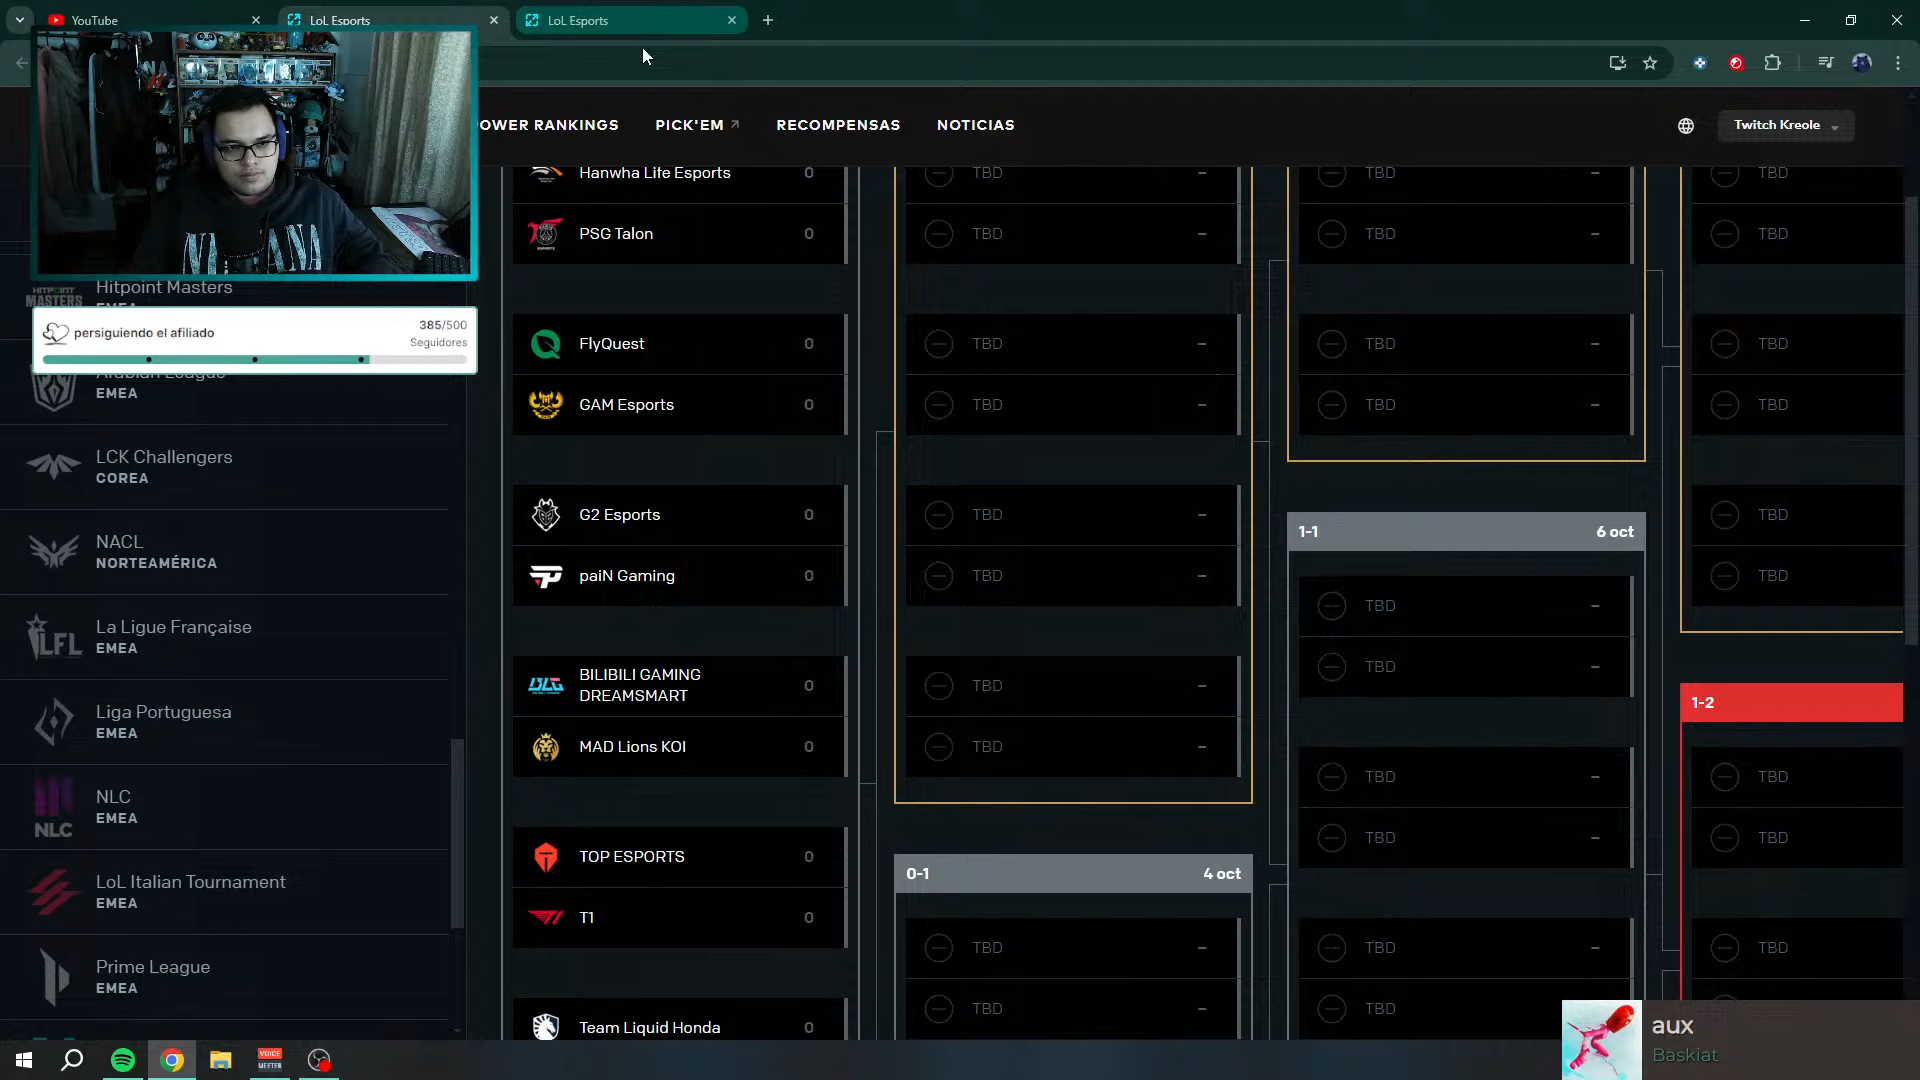 YouTube
LoL Esports
LoL Esports
OWER RANKINGS
PICK'EM
RECOMPENSAS
NOTICIAS
Twitch Kreole
Hitpoint Masters
persiguiendo el afiliado
385/500
Seguidores
EMEA
LCK Challengers
COREA
NACL
NORTEAMÉRICA
La Ligue Française
EMEA
Liga Portuguesa
EMEA
NLC
EMEA
LoL Italian Tournament
EMEA
Prime League
EMEA
HITPOINT
MASTERS
LFL
NLC
Hanwha Life Esports 0
PSG Talon 0
FlyQuest 0
GAM Esports 0
G2 Esports 0
paiN Gaming 0
BILIBILI GAMING
DREAMSMART 0
MAD Lions KOI 0
TOP ESPORTS 0
T1 0
Team Liquid Honda 0
TBD –
TBD –
TBD –
TBD –
TBD –
TBD –
TBD –
TBD –
0-1 4 oct
TBD –
TBD –
TBD –
TBD –
TBD –
TBD –
1-1 6 oct
TBD –
TBD –
TBD –
TBD –
TBD –
TBD –
TBD
TBD
TBD
TBD
TBD
TBD
1-2
TBD
TBD
TBD
aux
Baskiat
VOICE
MEETER